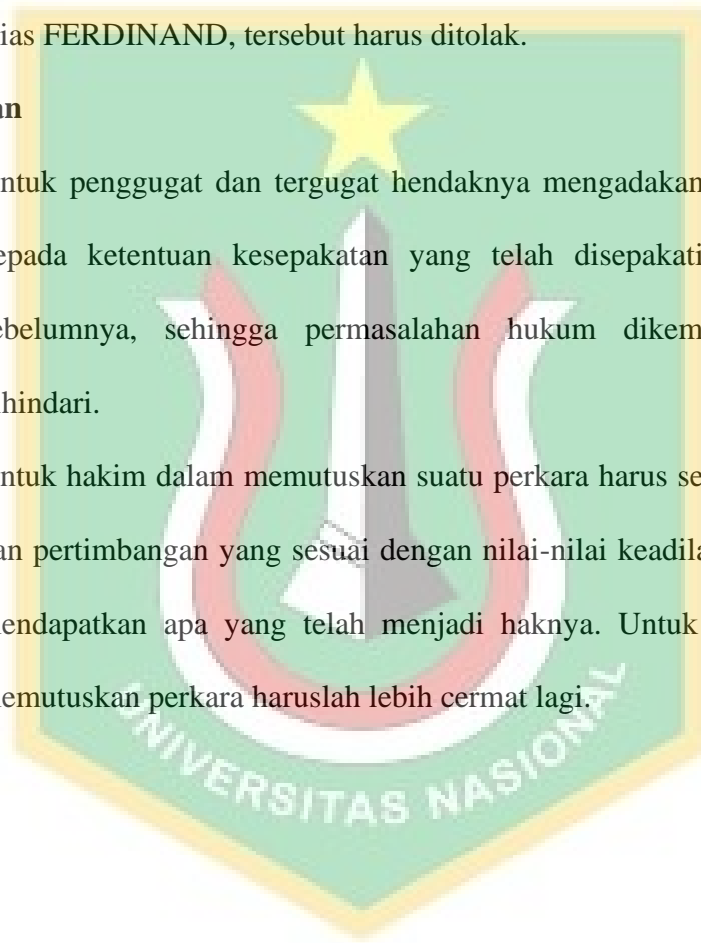 ias FERDINAND, tersebut harus ditolak.
an
ntuk penggugat dan tergugat hendaknya mengadakan
epada ketentuan kesepakatan yang telah disepakati
ebelumnya, sehingga permasalahan hukum dikem
hindari.
ntuk hakim dalam memutuskan suatu perkara harus se
an pertimbangan yang sesuai dengan nilai-nilai keadila
endapatkan apa yang telah menjadi haknya. Untuk
emutuskan perkara haruslah lebih cermat lagi.
UNIVERSITAS NASIONAL